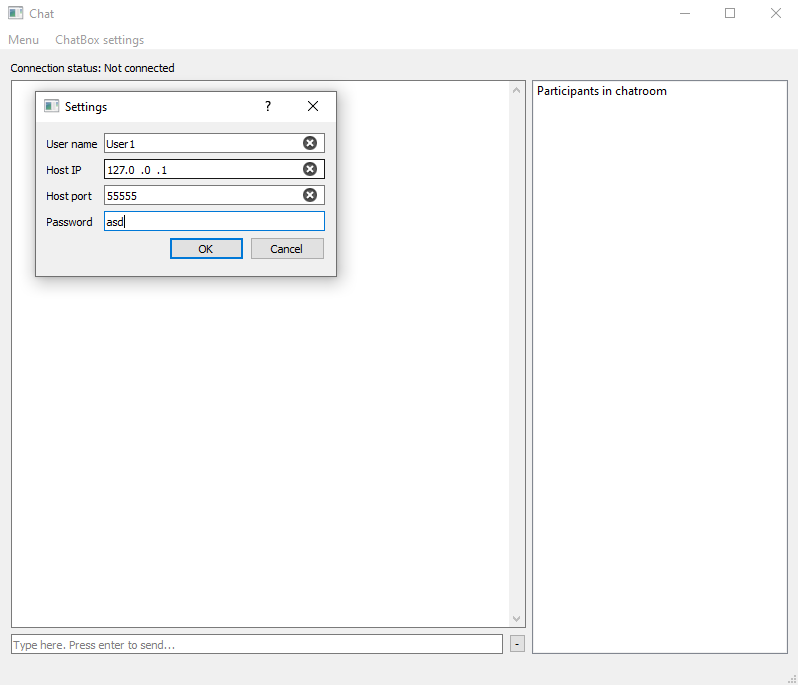 Chat
Menu ChatBox settings
Connection status: Not connected
Participants in chatroom
Settings ?
User name User1
Host IP 127.0 .0 .1
Host port 55555
Password asd
OK Cancel
Type here. Press enter to send... -